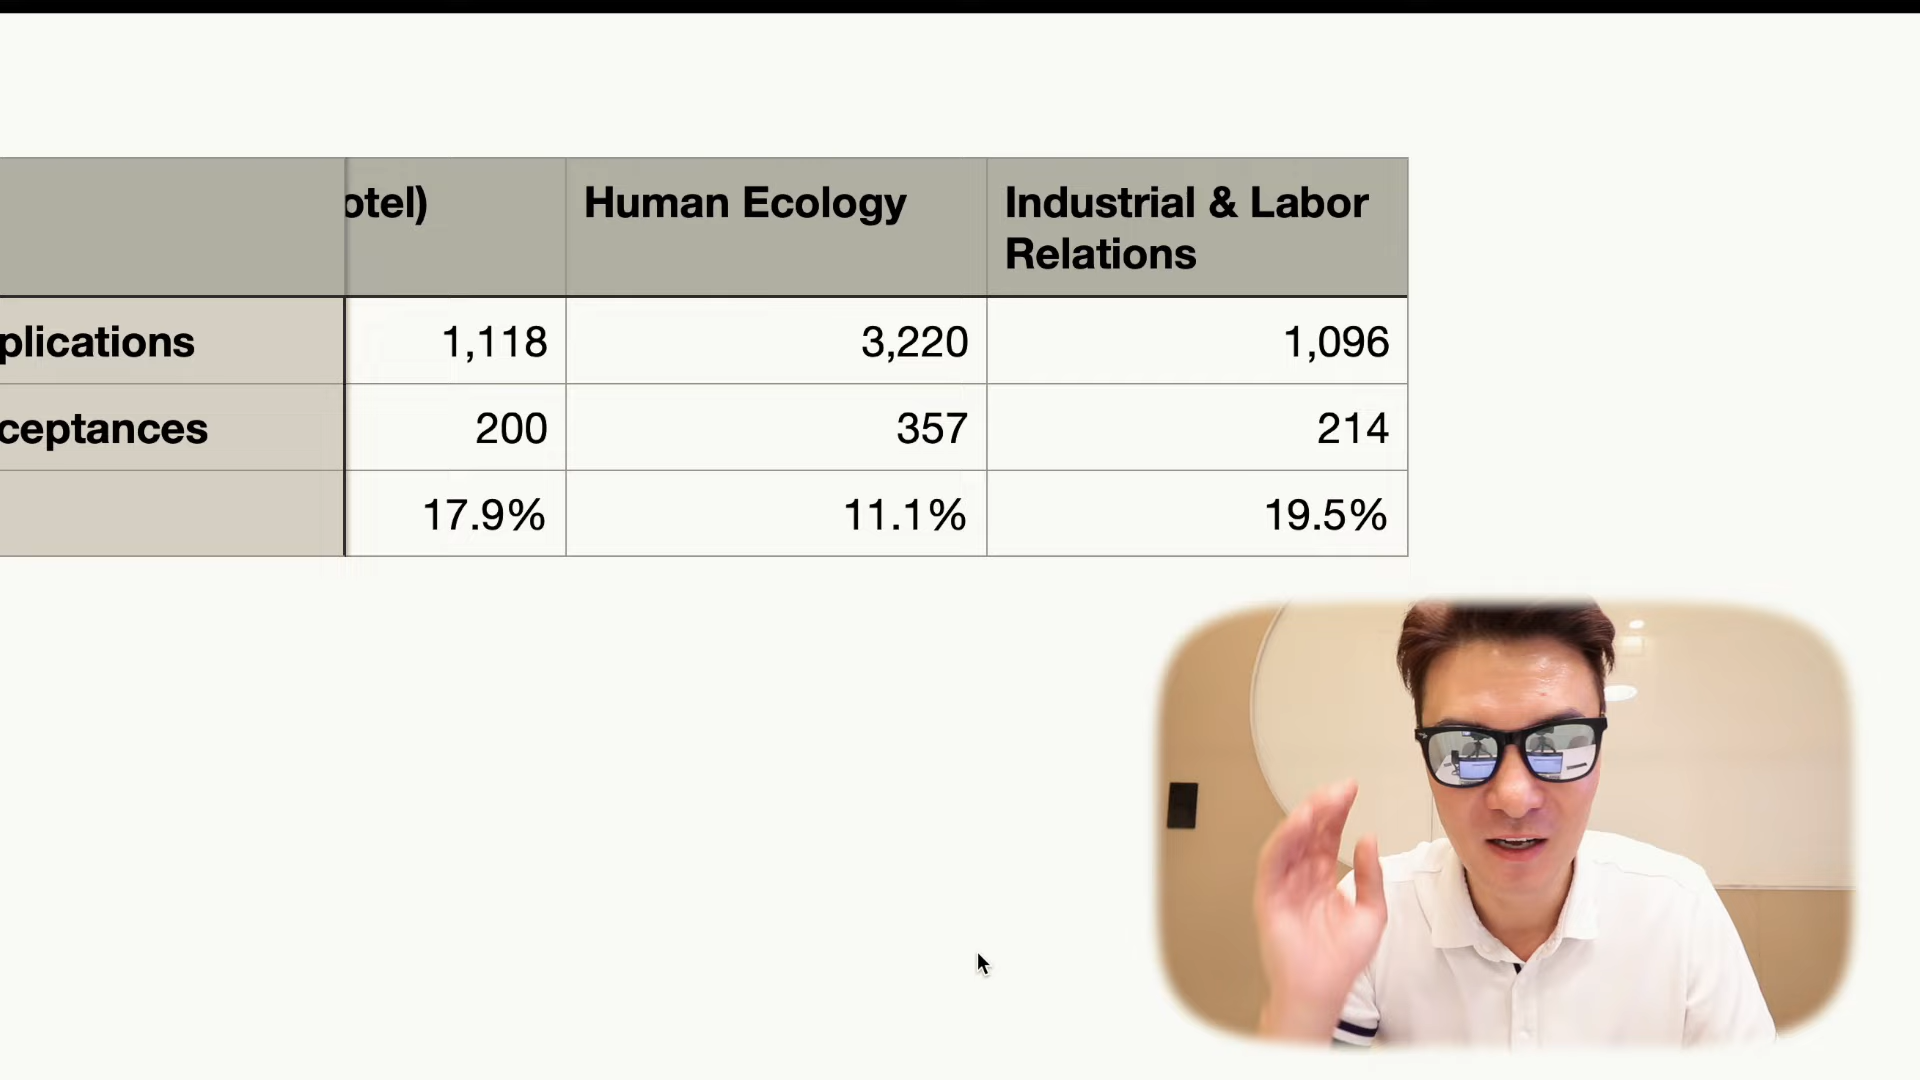 otel)
Human Ecology
Industrial & Labor
Relations
plications
1,118
3,220
1,096
ceptances
200
357
214
17.9%
11.1%
19.5%